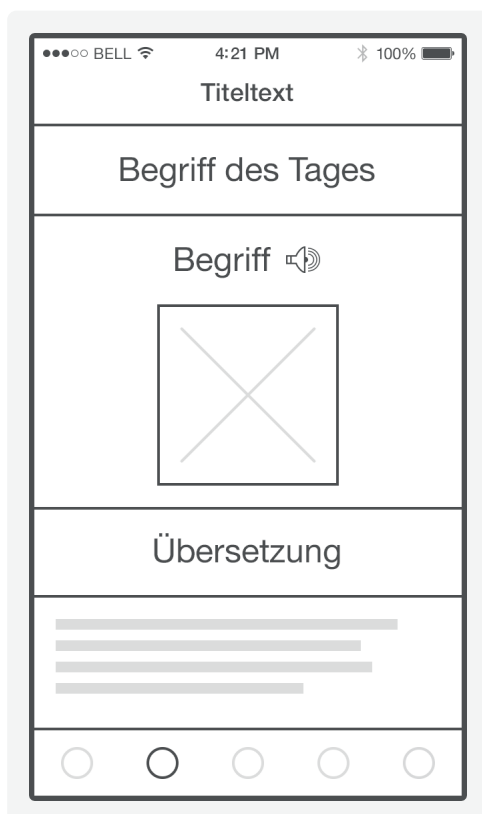 BELL 4:21 PM 100%
Titeltext
Begriff des Tages
Begriff
Übersetzung